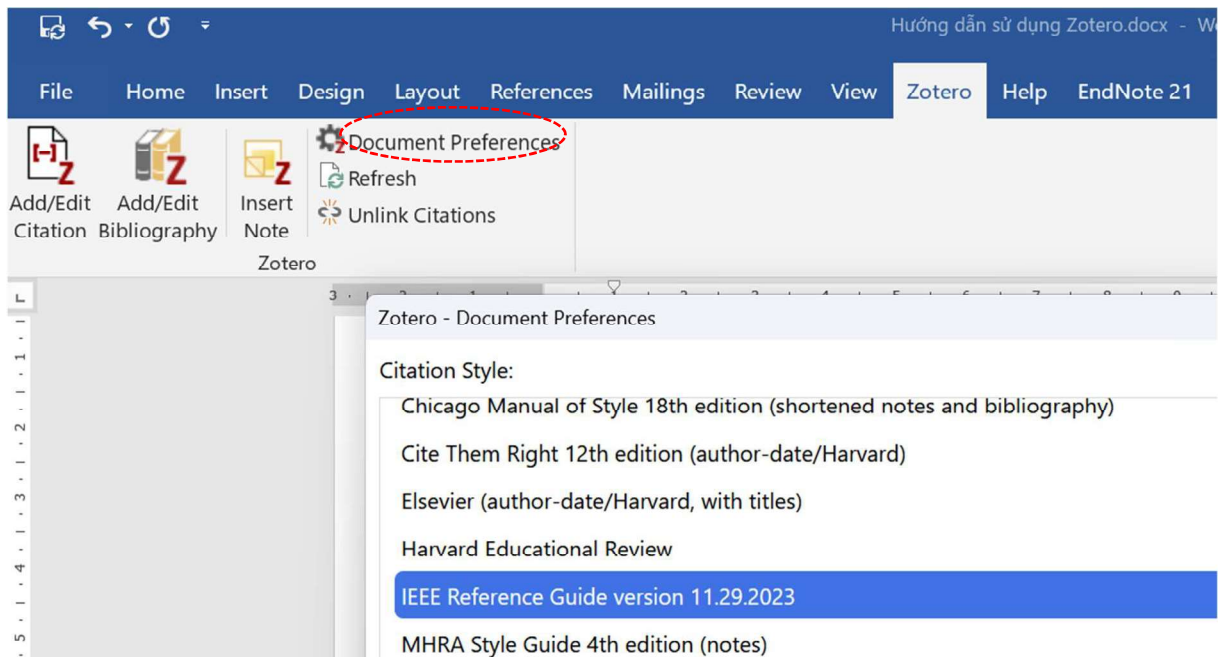 Hướng dẫn sử dụng Zotero.docx - W
File Home Insert Design Layout References Mailings Review View Zotero Help EndNote 21
Document Preferences
Refresh
Unlink Citations
Add/Edit Citation
Add/Edit Bibliography
Insert Note
Zotero
Zotero - Document Preferences
Citation Style:
Chicago Manual of Style 18th edition (shortened notes and bibliography)
Cite Them Right 12th edition (author-date/Harvard)
Elsevier (author-date/Harvard, with titles)
Harvard Educational Review
IEEE Reference Guide version 11.29.2023
MHRA Style Guide 4th edition (notes)